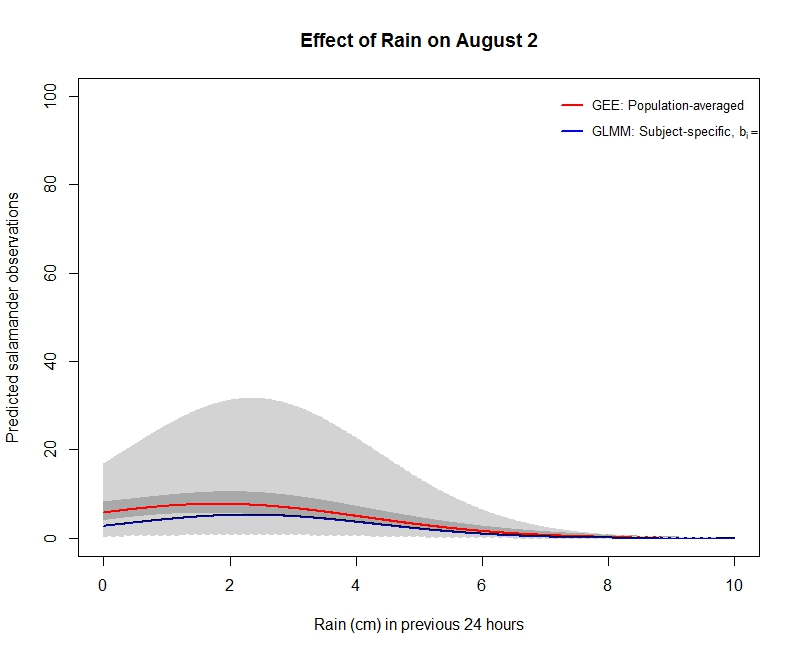 Effect of Rain on August 2
GEE: Population-averaged
GLMM: Subject-specific, bi =
100
80
60
40
20
0
Predicted salamander observations
0 2 4 6 8 10
Rain (cm) in previous 24 hours